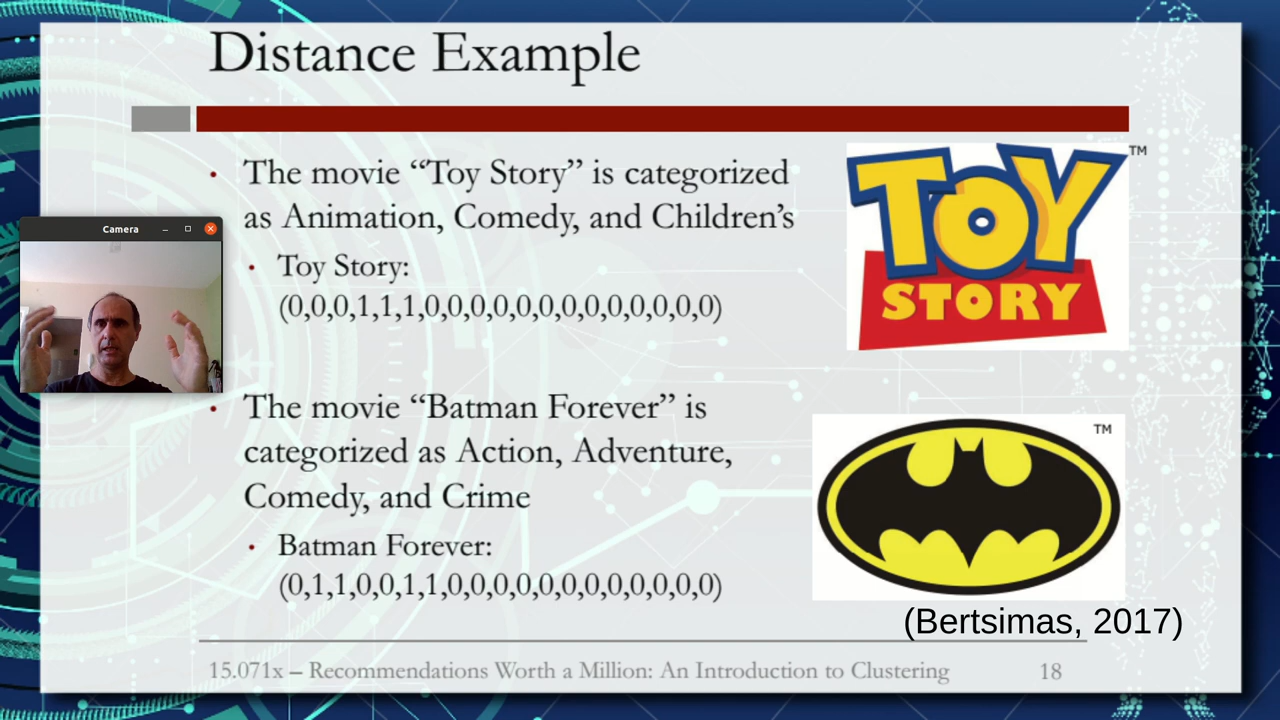 Distance Example
• The movie “Toy Story” is categorized
as Animation, Comedy, and Children’s
• Toy Story:
(0,0,0,1,1,1,0,0,0,0,0,0,0,0,0,0,0,0,0)
TOY
STORY
TM
Camera
• The movie “Batman Forever” is
categorized as Action, Adventure,
Comedy, and Crime
• Batman Forever:
(0,1,1,0,0,1,1,0,0,0,0,0,0,0,0,0,0,0,0)
TM
(Bertsimas, 2017)
15.071x – Recommendations Worth a Million: An Introduction to Clustering
18